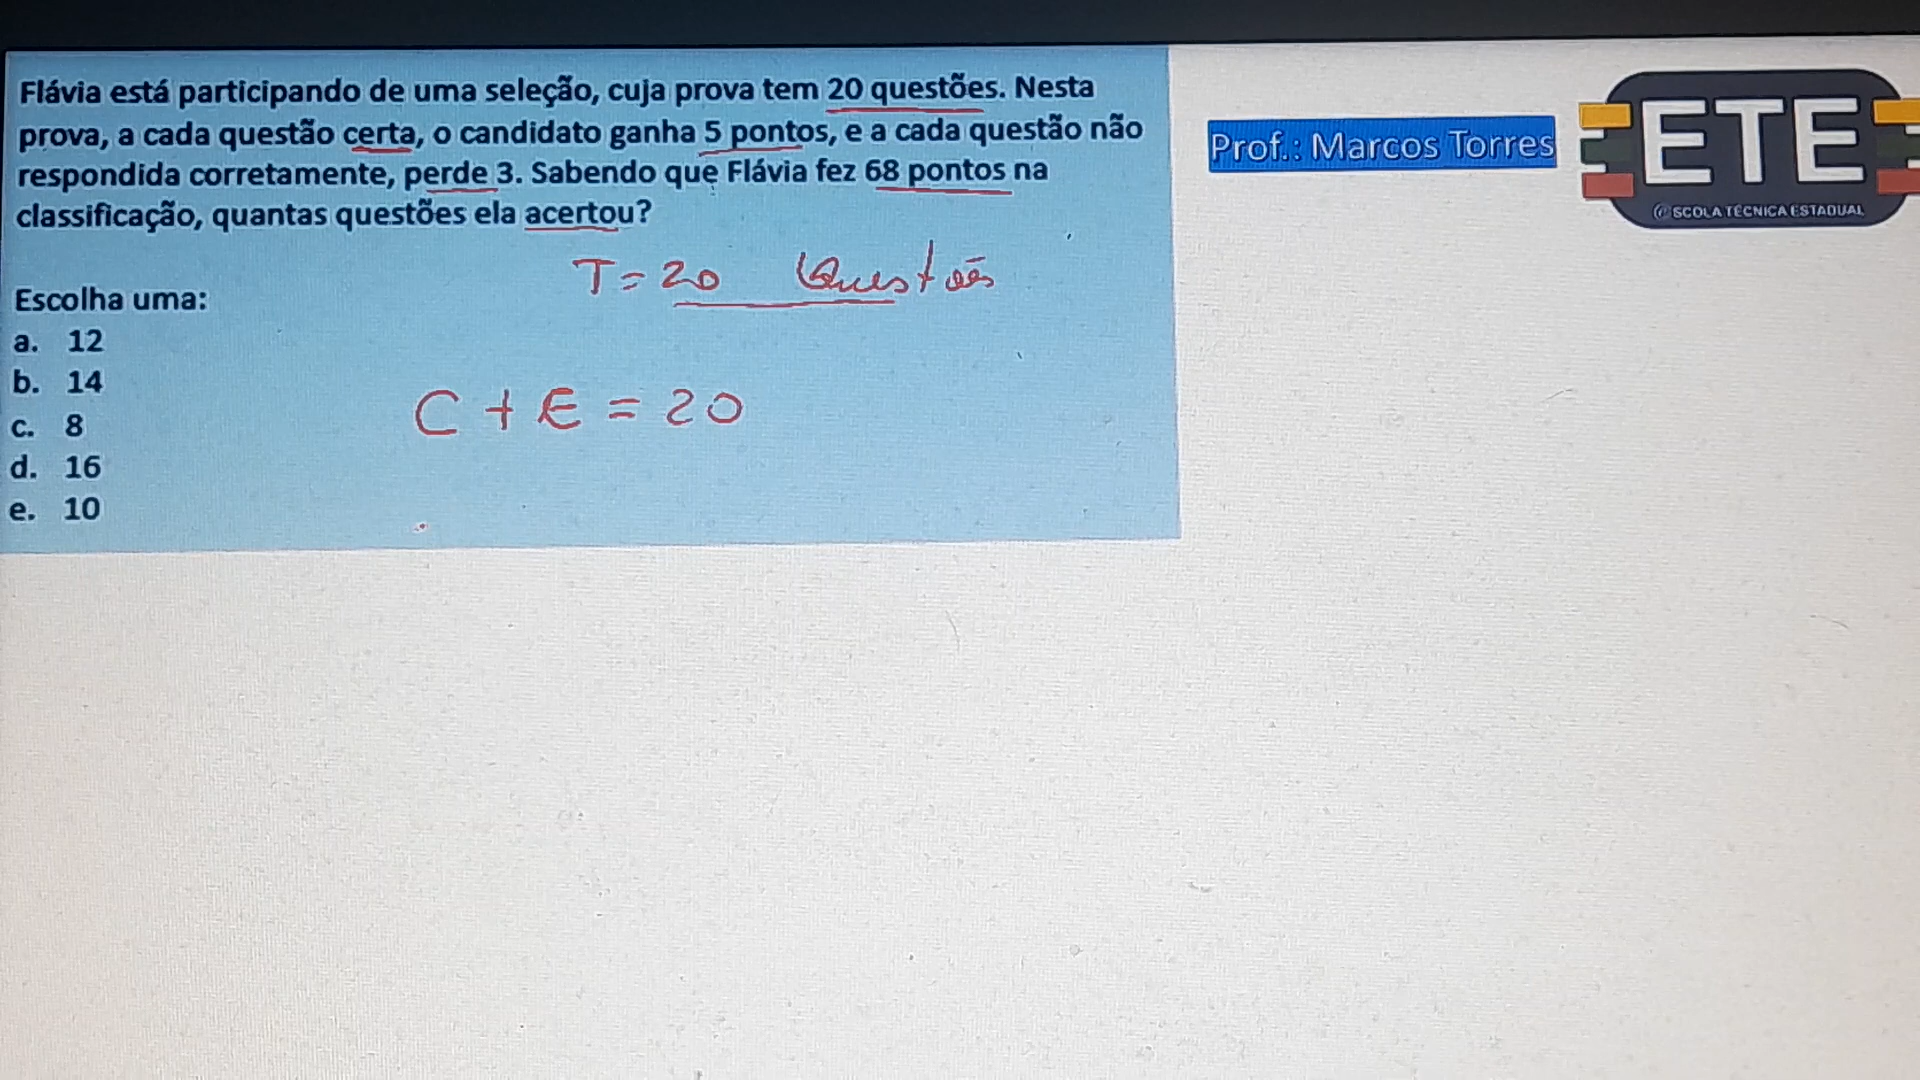 Flávia está participando de uma seleção, cuja prova tem 20 questões. Nesta
prova, a cada questão certa, o candidato ganha 5 pontos, e a cada questão não
respondida corretamente, perde 3. Sabendo que Flávia fez 68 pontos na
classificação, quantas questões ela acertou?
T = 20 Questões
Escolha uma:
a. 12
b. 14
c. 8
d. 16
e. 10
C + E = 20
Prof.: Marcos Torres
ETE
ESCOLA TÉCNICA ESTADUAL